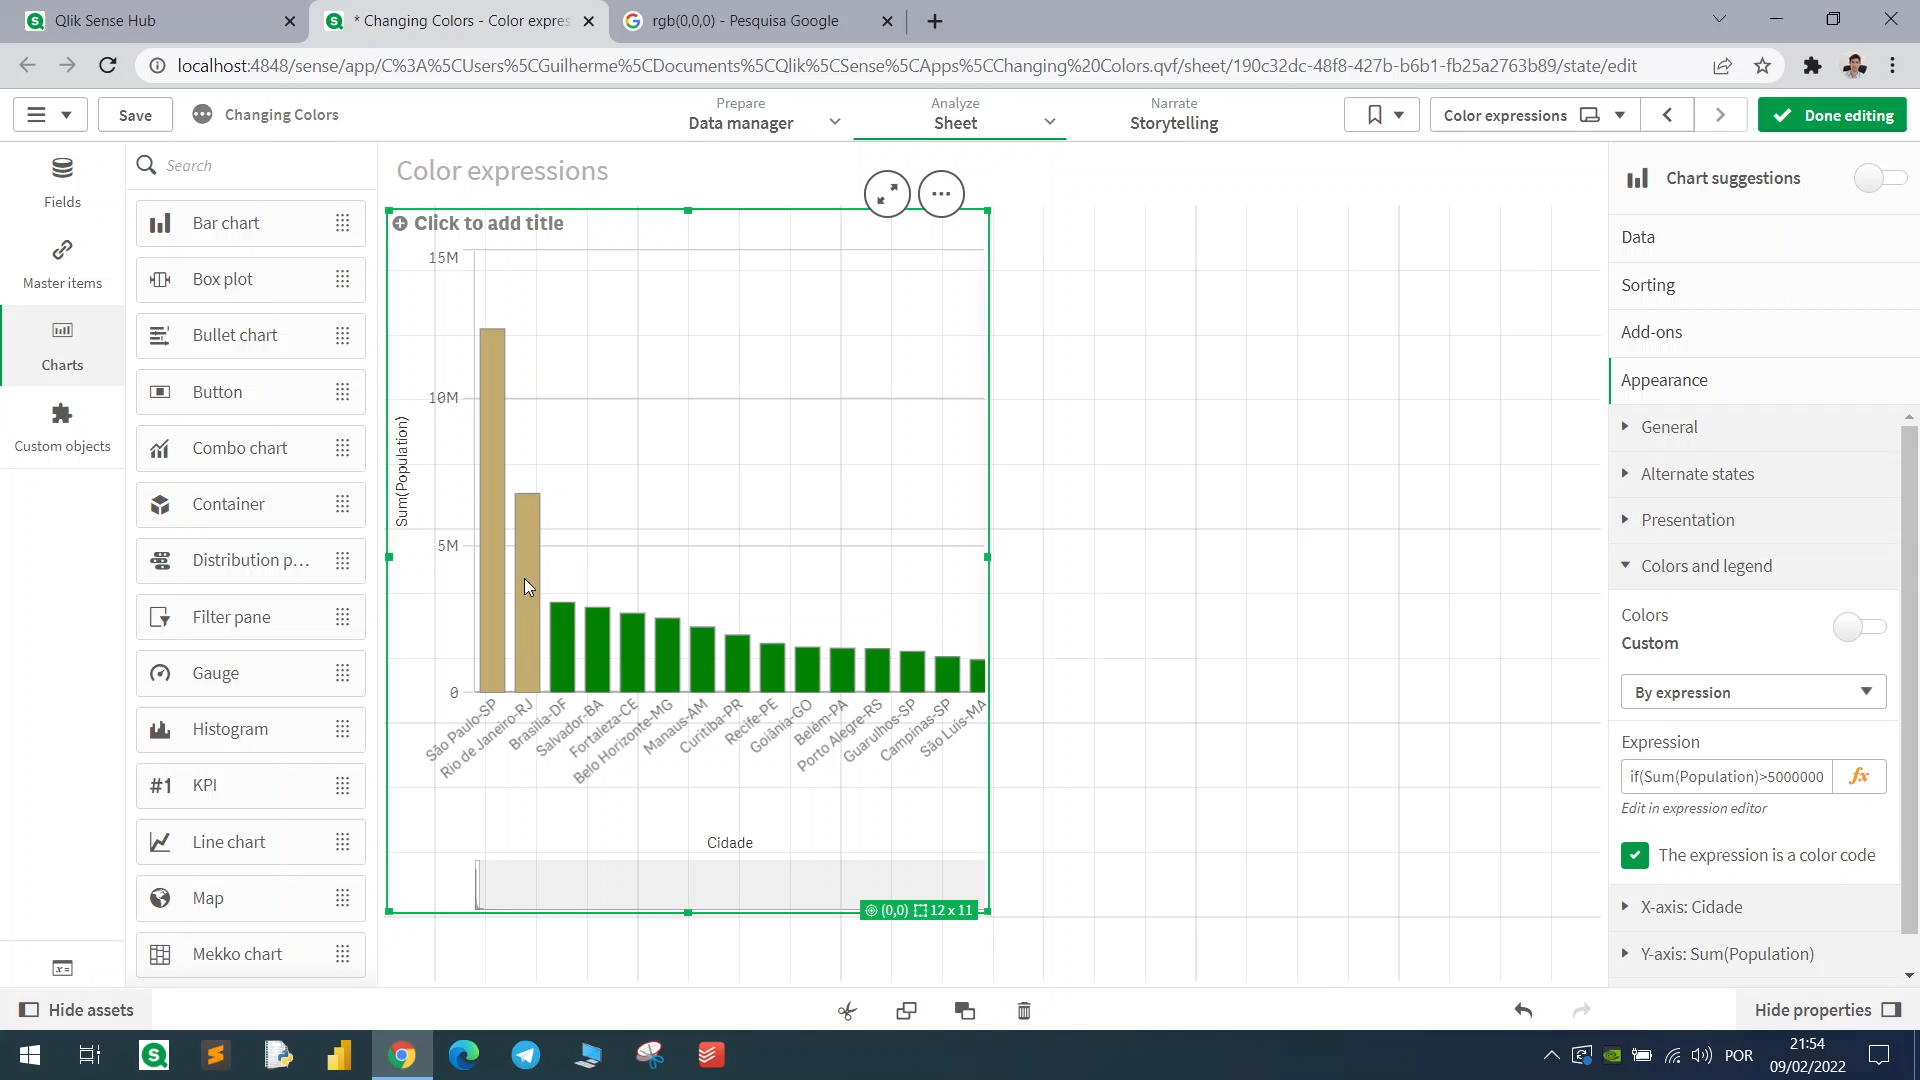 Qlik Sense Hub
* Changing Colors - Color expres
rgb(0,0,0) - Pesquisa Google
localhost:4848/sense/app/C%3A%5CUsers%5CGuilherme%5CDocuments%5CQlik%5CSense%5CApps%5CChanging%20Colors.qvf/sheet/190c32dc-48f8-427b-b6b1-fb25a2763b89/state/edit
Save
Changing Colors
Prepare
Data manager
Analyze
Sheet
Narrate
Storytelling
Color expressions
Done editing
Fields
Master items
Charts
Custom objects
Search
Bar chart
Box plot
Bullet chart
Button
Combo chart
Container
Distribution p...
Filter pane
Gauge
Histogram
#1 KPI
Line chart
Map
Mekko chart
Color expressions
Click to add title
15M
10M
5M
0
Sum(Population)
São Paulo-SP
Rio de Janeiro-RJ
Brasília-DF
Salvador-BA
Fortaleza-CE
Belo Horizonte-MG
Manaus-AM
Curitiba-PR
Recife-PE
Goiânia-GO
Belém-PA
Porto Alegre-RS
Guarulhos-SP
Campinas-SP
São Luís-MA
Cidade
(0,0) 12 x 11
Chart suggestions
Data
Sorting
Add-ons
Appearance
General
Alternate states
Presentation
Colors and legend
Colors
Custom
By expression
Expression
if(Sum(Population)>5000000
fx
Edit in expression editor
The expression is a color code
X-axis: Cidade
Y-axis: Sum(Population)
Hide assets
Hide properties
POR
21:54
09/02/2022